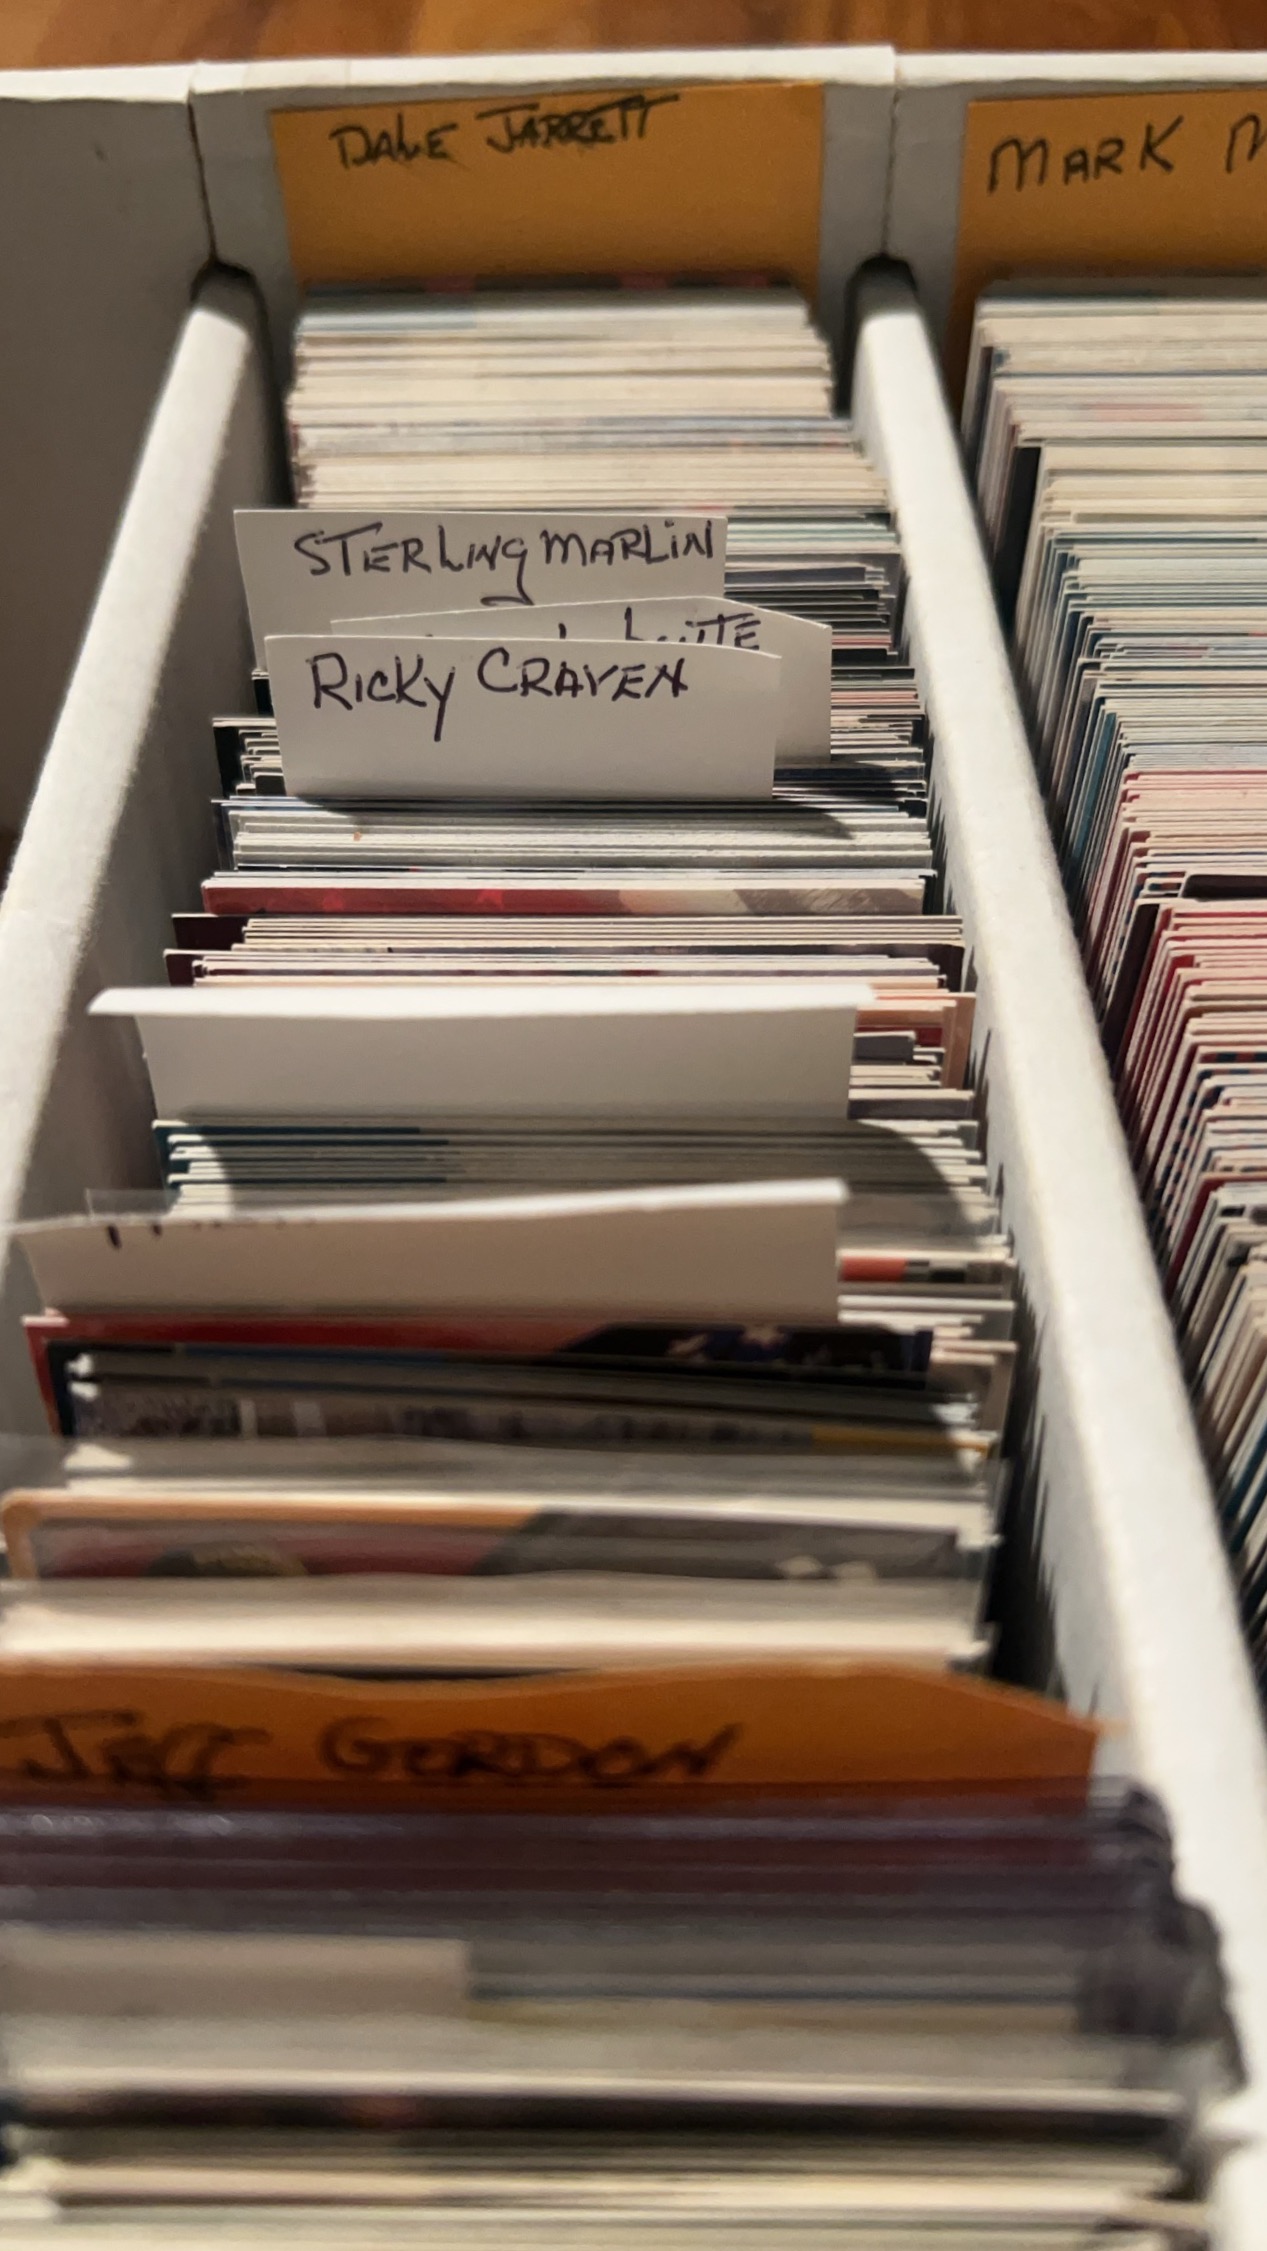 DALE JARRETT
MARK M
STERLING MARLIN
RICKY CRAVEN
JEFF GORDON